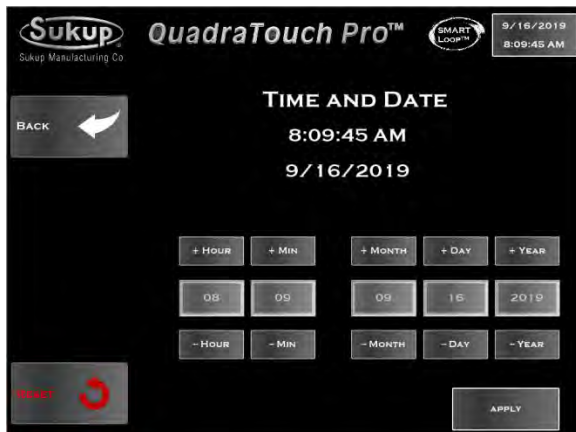 Sukup
Sukup Manufacturing Co
QuadraTouch Pro™
SMART
LOOP™
9/16/2019
8:09:45 AM
BACK
TIME AND DATE
8:09:45 AM
9/16/2019
+ HOUR + MIN + MONTH + DAY + YEAR
08 09 09 16 2019
- HOUR - MIN - MONTH - DAY - YEAR
RESET
APPLY